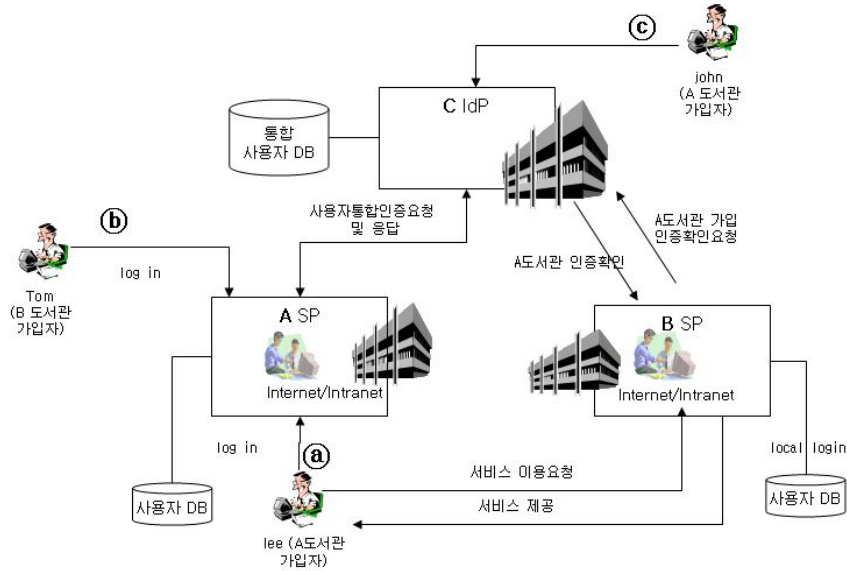 ⓒ
john
(A 도서관
가입자)
C IdP
통합
사용자 DB
사용자통합인증요청
및 응답
A도서관 가입
인증확인요청
A도서관 인증확인
ⓑ
log in
Tom
(B 도서관
가입자)
A SP
Internet/Intranet
B SP
Internet/Intranet
log in
ⓐ
local login
서비스 이용요청
서비스 제공
사용자 DB
사용자 DB
lee (A도서관
가입자)